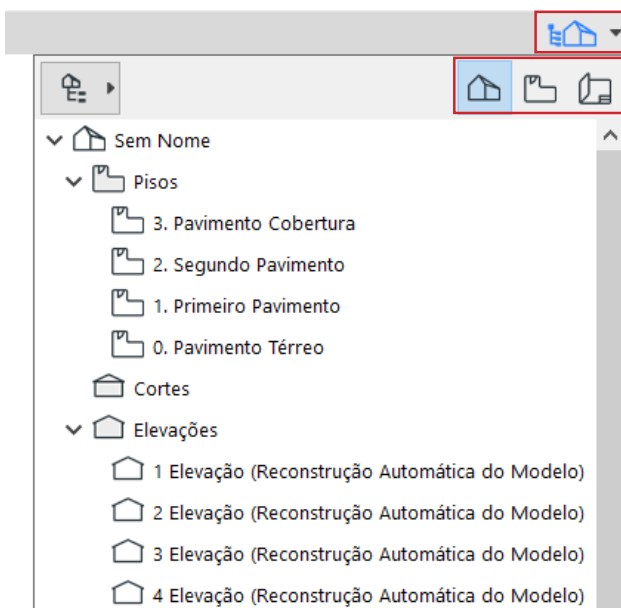 Sem Nome
Pisos
3. Pavimento Cobertura
2. Segundo Pavimento
1. Primeiro Pavimento
0. Pavimento Térreo
Cortes
Elevações
1 Elevação (Reconstrução Automática do Modelo)
2 Elevação (Reconstrução Automática do Modelo)
3 Elevação (Reconstrução Automática do Modelo)
4 Elevação (Reconstrução Automática do Modelo)